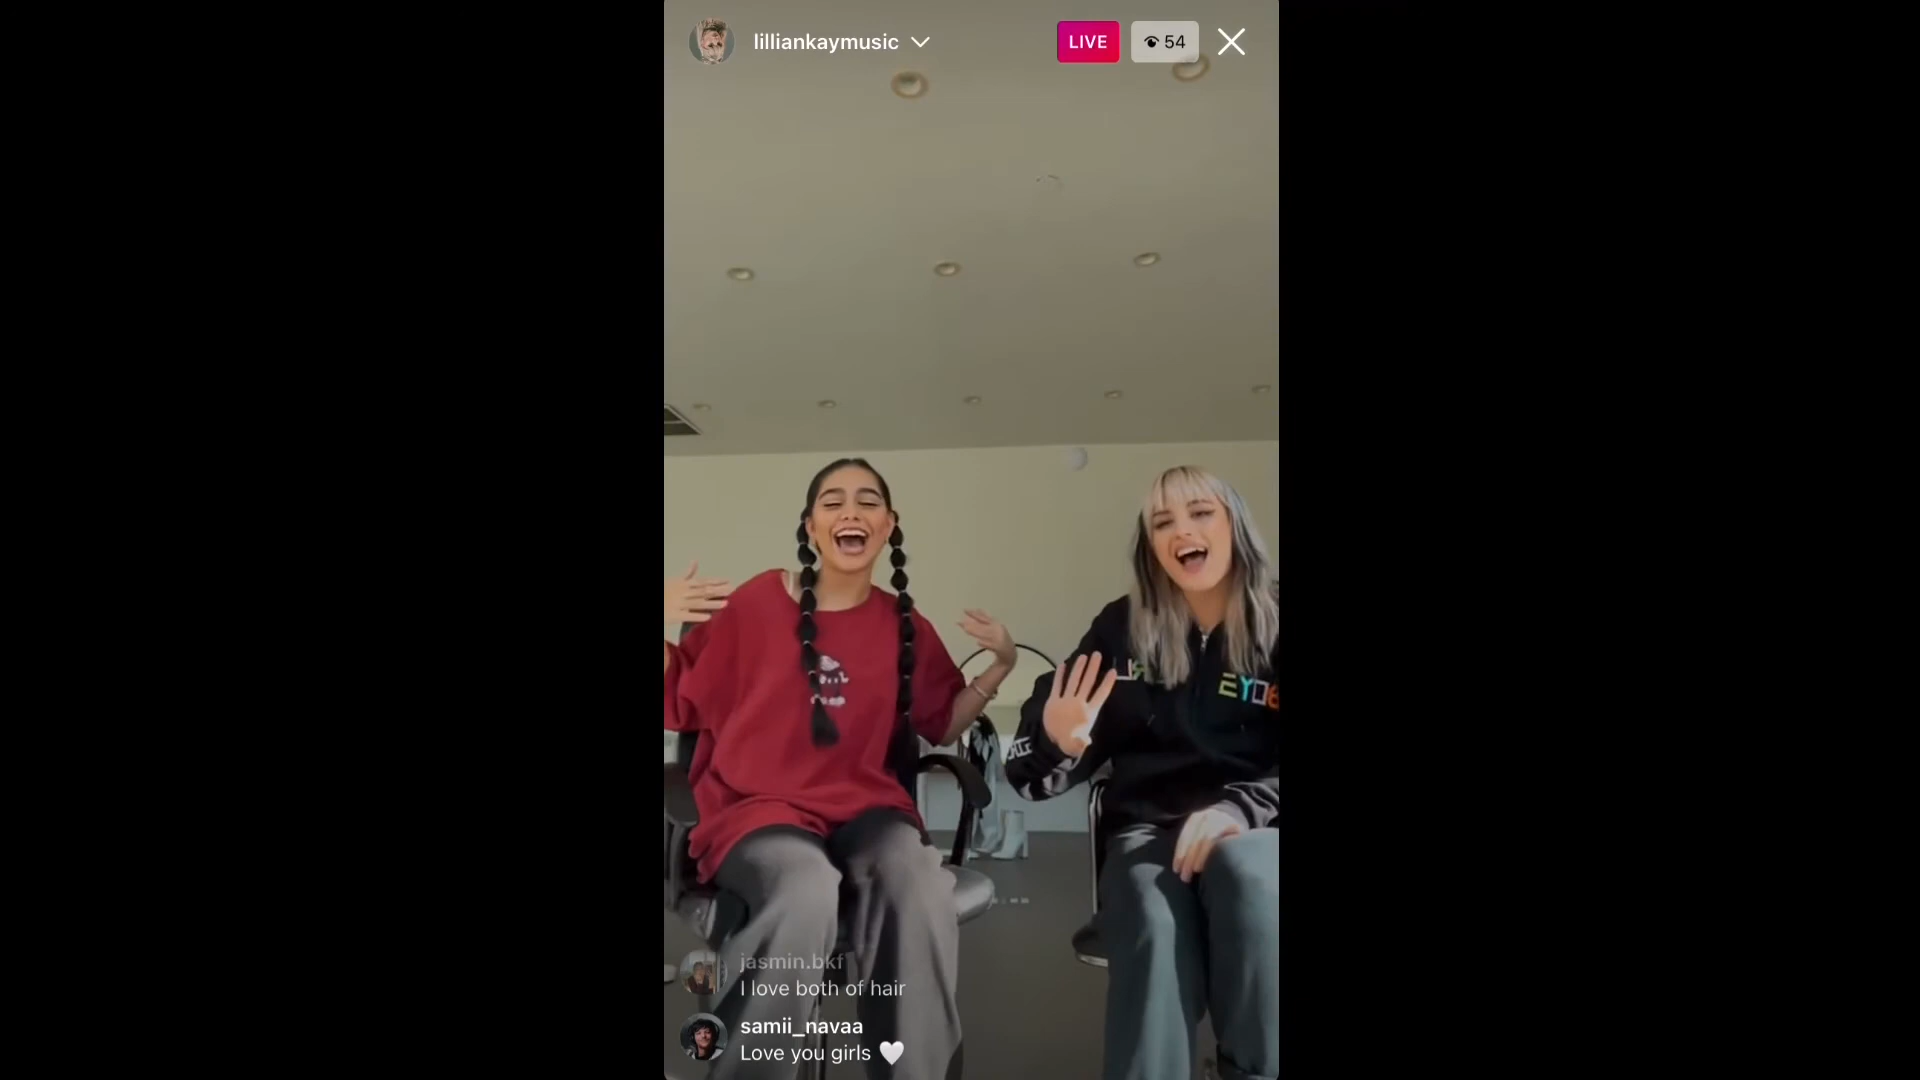 lilliankaymusic
LIVE
54
jasmin.bkf
I love both of hair
samii_navaa
Love you girls 🤍